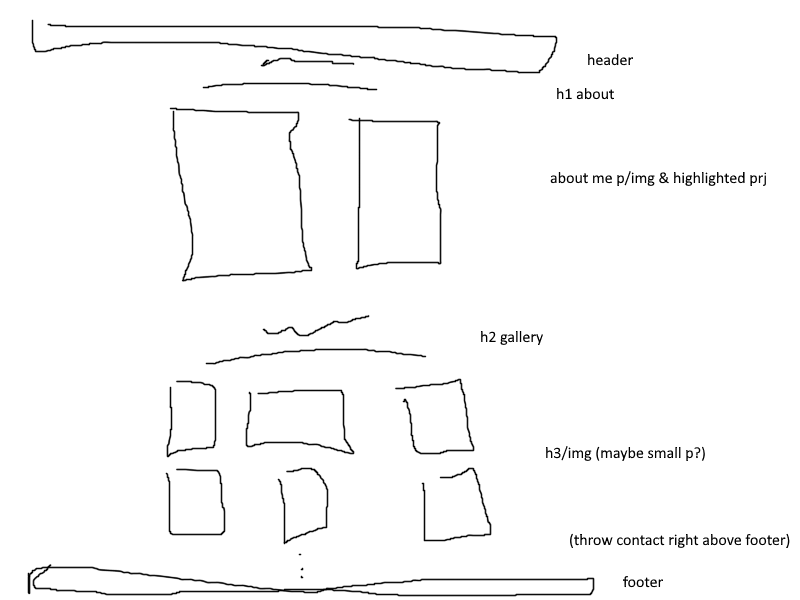 header
h1 about
about me p/img & highlighted prj
h2 gallery
h3/img (maybe small p?)
(throw contact right above footer)
footer